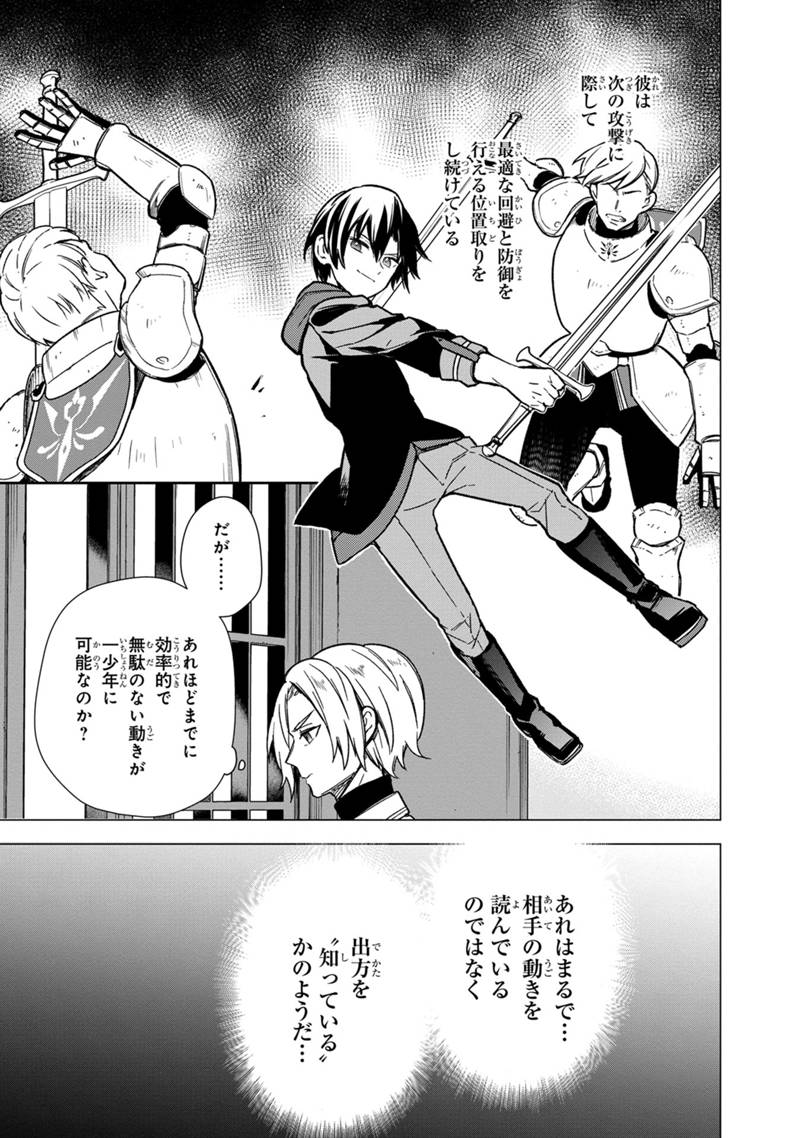 彼は
次の攻撃に
際して
最適な回避と防御を
行える位置取りを
し続けている
だが……
あれほどまでに
効率的で
無駄のない動きが
一少年に
可能なのか？
あれはまるで…
相手の動きを
読んでいる
のではなく
出方を
〝知っている〟
かのようだ…